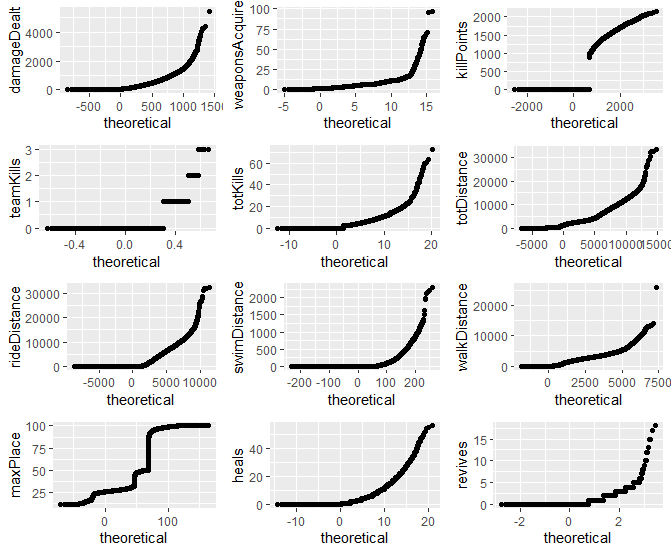 damageDealt
4000
2000
0
-500 0 500 1000 150
theoretical
weaponsAcquire
100
75
50
25
0
-5 0 5 10 15
theoretical
killPoints
2000
1500
1000
500
0
-2000 0 2000
theoretical
teamKills
3
2
1
0
-0.4 0.0 0.4
theoretical
totKills
60
40
20
0
-10 0 10 20
theoretical
totDistance
30000
20000
10000
0
-5000 0 5000 10000 15000
theoretical
rideDistance
30000
20000
10000
0
-5000 0 5000 10000
theoretical
swimDistance
2000
1500
1000
500
0
-200 -100 0 100 200
theoretical
walkDistance
20000
10000
0
0 2500 5000 7500
theoretical
maxPlace
100
75
50
25
0 100
theoretical
heals
40
20
0
-10 0 10 20
theoretical
revives
15
10
5
0
-2 0 2
theoretical